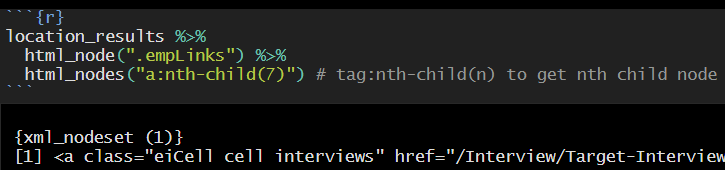 ```{r}
location_results %>%
html_node(".empLinks") %>%
html_nodes("a:nth-child(7)") # tag:nth-child(n) to get nth child node
```
{xml_nodeset (1)}
[1] <a class="eiCell cell interviews" href="/Interview/Target-Interview